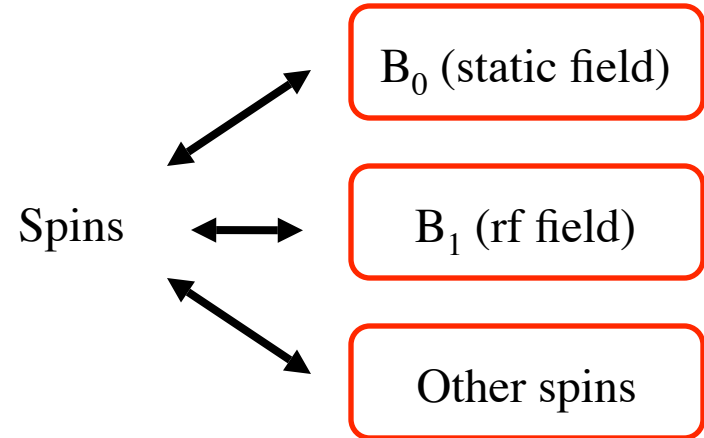 B₀ (static field)
Spins
B₁ (rf field)
Other spins